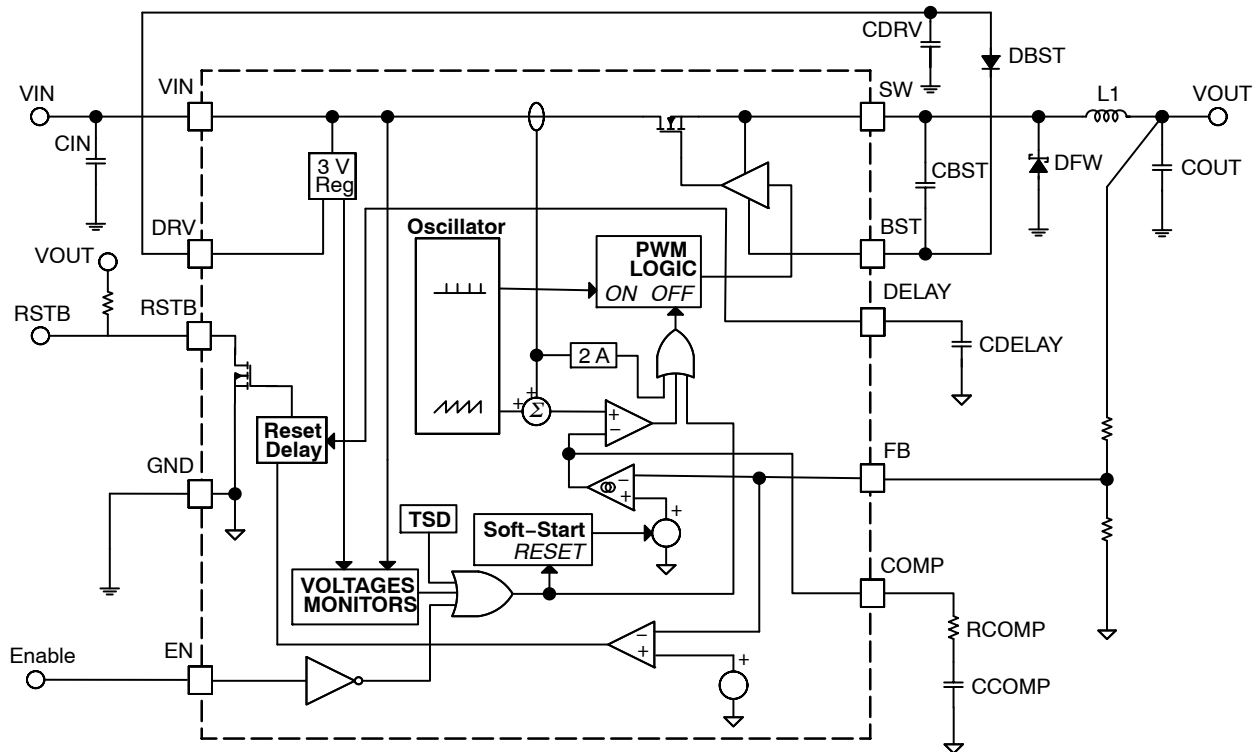 CDRV
DBST
VIN
VIN
SW
L1
VOUT
CIN
3 V
Reg
CBST
DFW
COUT
DRV
Oscillator
BST
VOUT
PWM
LOGIC
ON OFF
DELAY
RSTB
RSTB
CDELAY
2 A
+
+
Σ
+
−
Reset
Delay
GND
FB
−
+
+
TSD
Soft−Start
RESET
COMP
VOLTAGES
MONITORS
RCOMP
−
+
+
Enable
EN
CCOMP